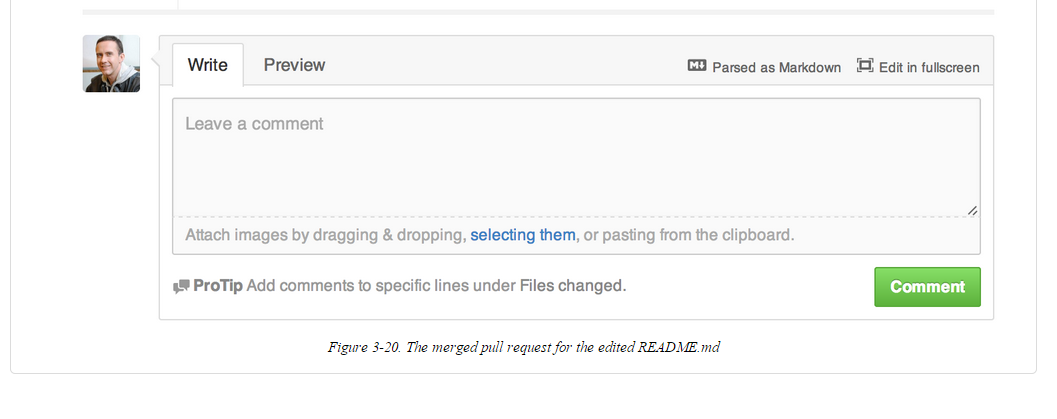 Write Preview Parsed as Markdown Edit in fullscreen
Leave a comment
Attach images by dragging & dropping, selecting them, or pasting from the clipboard.
ProTip Add comments to specific lines under Files changed. Comment
Figure 3-20. The merged pull request for the edited README.md